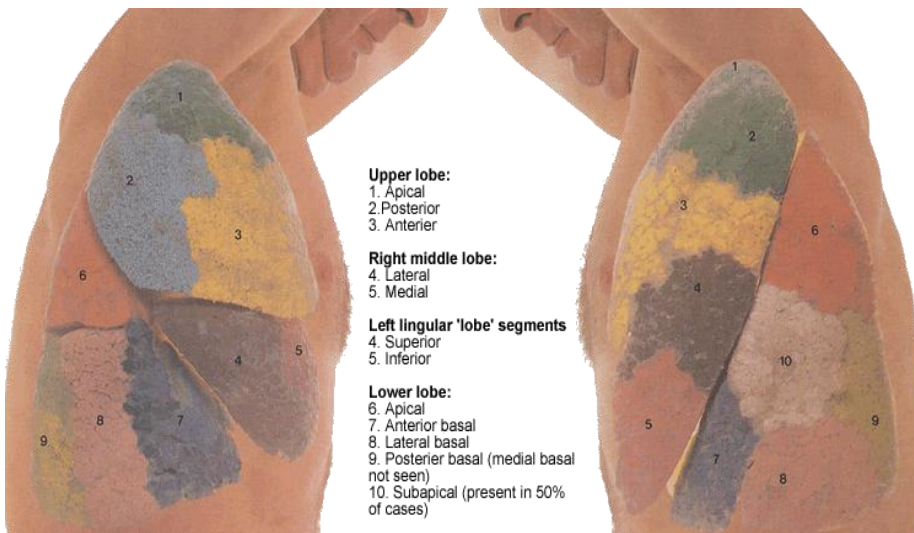 1
2
3
6
4
5
7
8
9
Upper lobe:
1. Apical
2.Posterior
3. Anterier
Right middle lobe:
4. Lateral
5. Medial
Left lingular 'lobe' segments
4. Superior
5. Inferior
Lower lobe:
6. Apical
7. Anterior basal
8. Lateral basal
9. Posterier basal (medial basal
not seen)
10. Subapical (present in 50%
of cases)
1
2
3
6
4
10
5
9
7
8